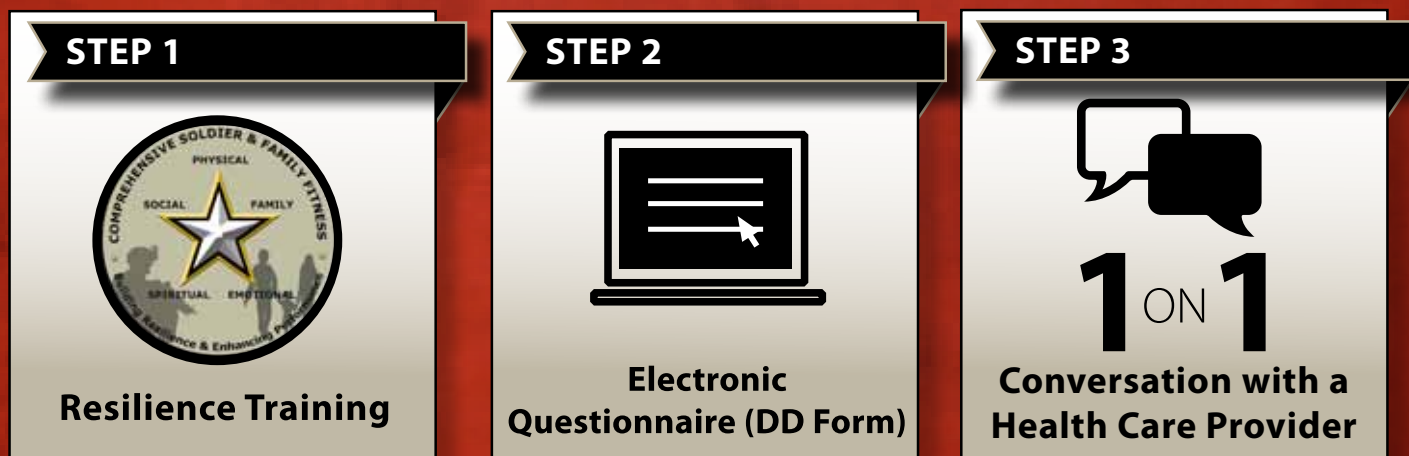 STEP 1
COMPREHENSIVE SOLDIER & FAMILY FITNESS
PHYSICAL
SOCIAL FAMILY
SPIRITUAL EMOTIONAL
Building Resilience & Enhancing Performance
Resilience Training
STEP 2
Electronic
Questionnaire (DD Form)
STEP 3
1 ON 1
Conversation with a
Health Care Provider